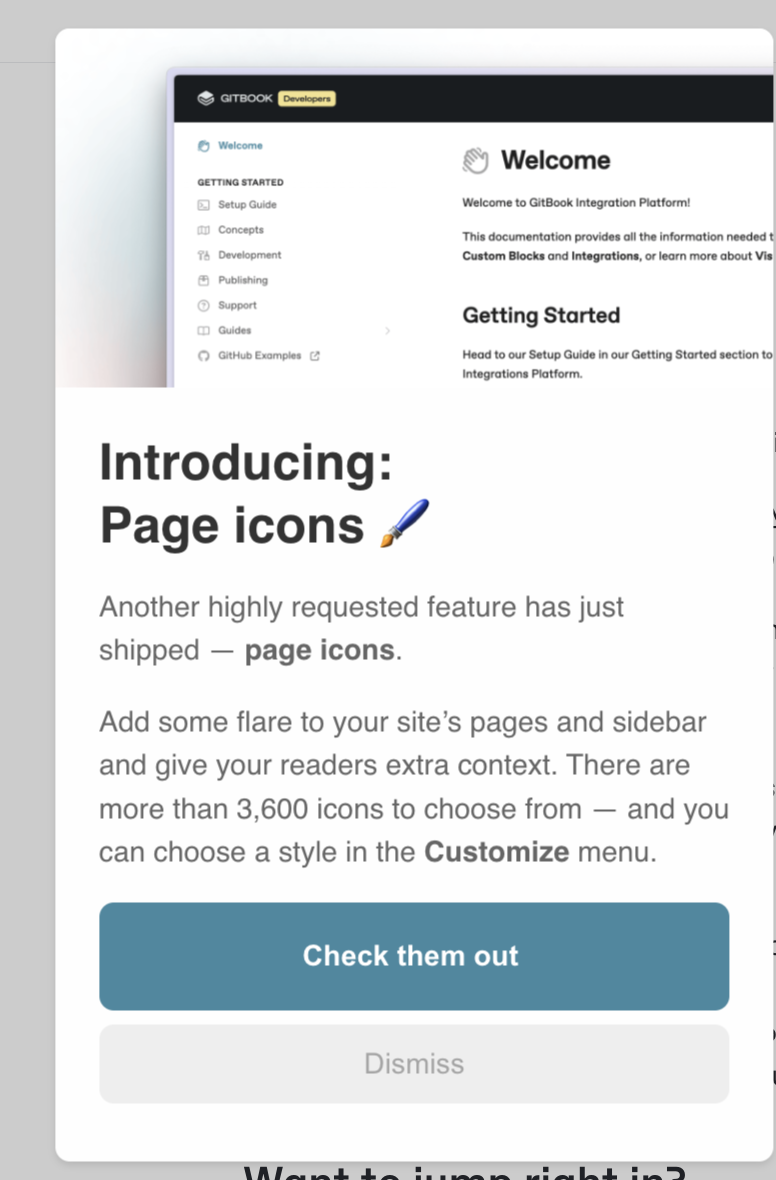 GITBOOK Developers
Welcome
GETTING STARTED
Setup Guide
Concepts
Development
Publishing
Support
Guides
GitHub Examples
Welcome
Welcome to GitBook Integration Platform!
This documentation provides all the information needed t
Custom Blocks and Integrations, or learn more about Vis
Getting Started
Head to our Setup Guide in our Getting Started section to
Integrations Platform.
Introducing:
Page icons 🖌️
Another highly requested feature has just
shipped — page icons.
Add some flare to your site’s pages and sidebar
and give your readers extra context. There are
more than 3,600 icons to choose from — and you
can choose a style in the Customize menu.
Check them out
Dismiss
Want to jump right in?